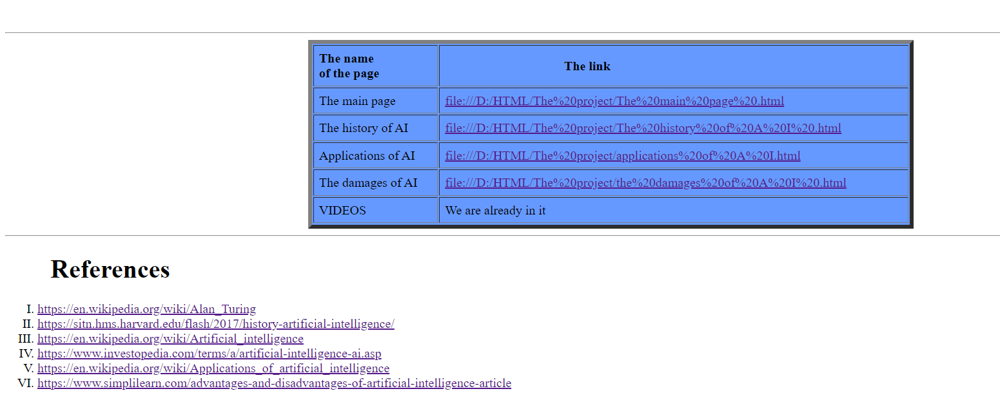 The name
of the page
The link
The main page file:///D:/HTML/The%20project/The%20main%20page%20.html
The history of AI file:///D:/HTML/The%20project/The%20history%20of%20A%20I%20.html
Applications of AI file:///D:/HTML/The%20project/applications%20of%20A%20I.html
The damages of AI file:///D:/HTML/The%20project/the%20damages%20of%20A%20I%20.html
VIDEOS We are already in it
References
I. https://en.wikipedia.org/wiki/Alan_Turing
II. https://sitn.hms.harvard.edu/flash/2017/history-artificial-intelligence/
III. https://en.wikipedia.org/wiki/Artificial_intelligence
IV. https://www.investopedia.com/terms/a/artificial-intelligence-ai.asp
V. https://en.wikipedia.org/wiki/Applications_of_artificial_intelligence
VI. https://www.simplilearn.com/advantages-and-disadvantages-of-artificial-intelligence-article